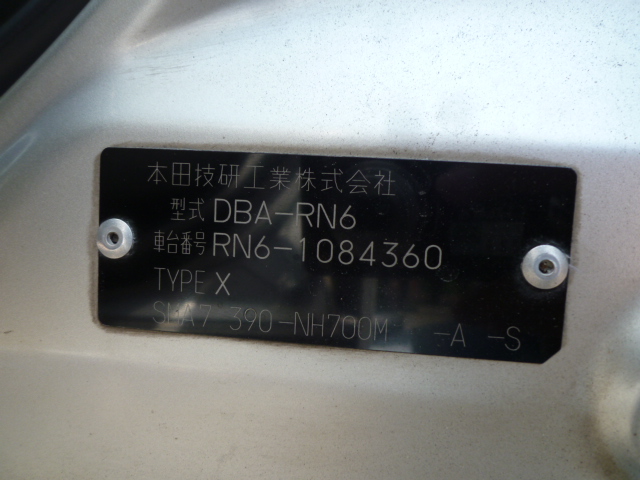 本田技研工業株式会社
型式 DBA-RN6
車台番号 RN6-1084360
TYPE X
390-NH700M -A -S